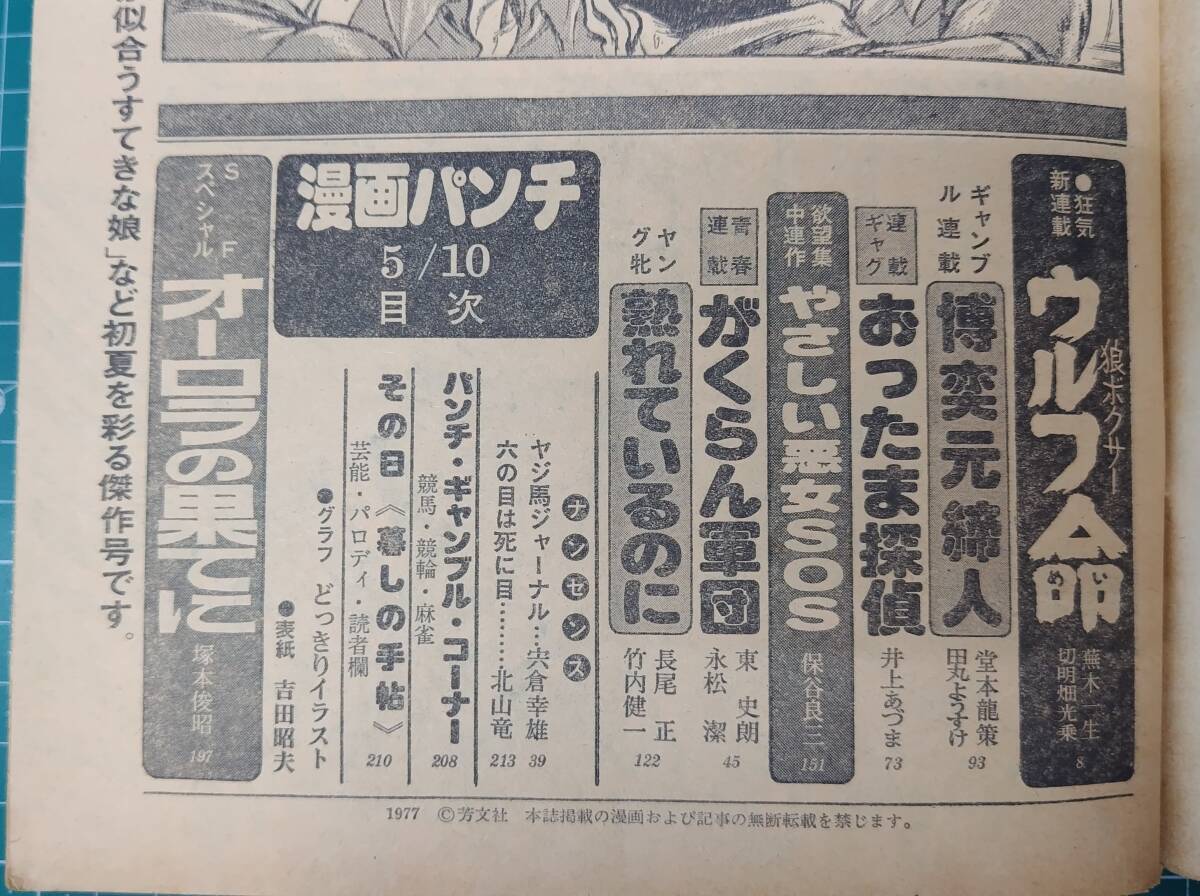 ●狂気
新連載
狼ボクサー
ウルフ命
めい
蕪木一生
切明畑光乗
8
ギャンブ
ル連載
博奕元締人
堂本龍策
田丸ようすけ
93
連載
ギャグ
おったま探偵
井上あづま
73
欲望集
中連作
やさしい悪女SOS
保谷良三
151
青春
連載
がくらん軍団
東史朗
永松潔
45
ヤン
グ牝
熟れているのに
長尾正
竹内健一
122
漫画パンチ
5/10
目次
ナンセンス
ヤジ馬ジャーナル…宍倉幸雄
39
六の目は死に目………北山竜
213
パンチ・ギャンブル・コーナー
競馬・競輪・麻雀
208
その日《暮しの手帖》
芸能・パロディ・読者欄
210
●グラフ どっきりイラスト
●表紙 吉田昭夫
SF
スペシャル
オーロラの果てに
塚本俊昭
197
似合うすてきな娘」など初夏を彩る傑作号です。
1977 ©芳文社 本誌掲載の漫画および記事の無断転載を禁じます。